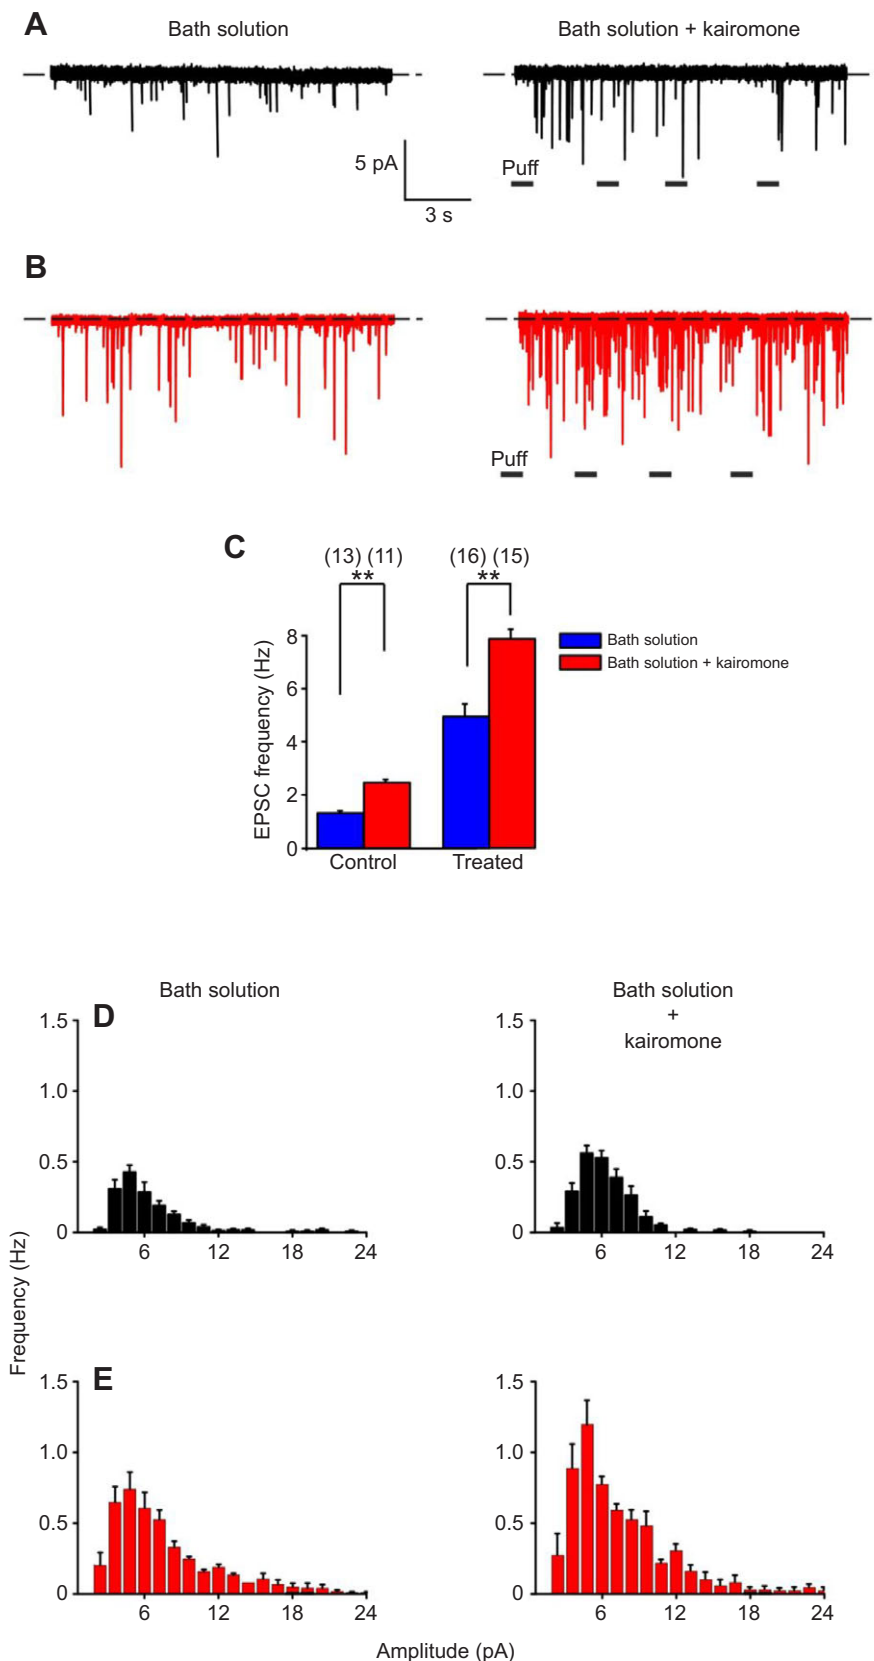 A
Bath solution
Bath solution + kairomone
5 pA
3 s
Puff
B
Puff
C
(13) (11)
**
(16) (15)
**
EPSC frequency (Hz)
8
6
4
2
0
Control
Treated
Bath solution
Bath solution + kairomone
Bath solution
Bath solution
+
kairomone
D
1.5
1.0
0.5
0
6
12
18
24
1.5
1.0
0.5
0
6
12
18
24
Frequency (Hz)
E
1.5
1.0
0.5
0
6
12
18
24
1.5
1.0
0.5
0
6
12
18
24
Amplitude (pA)